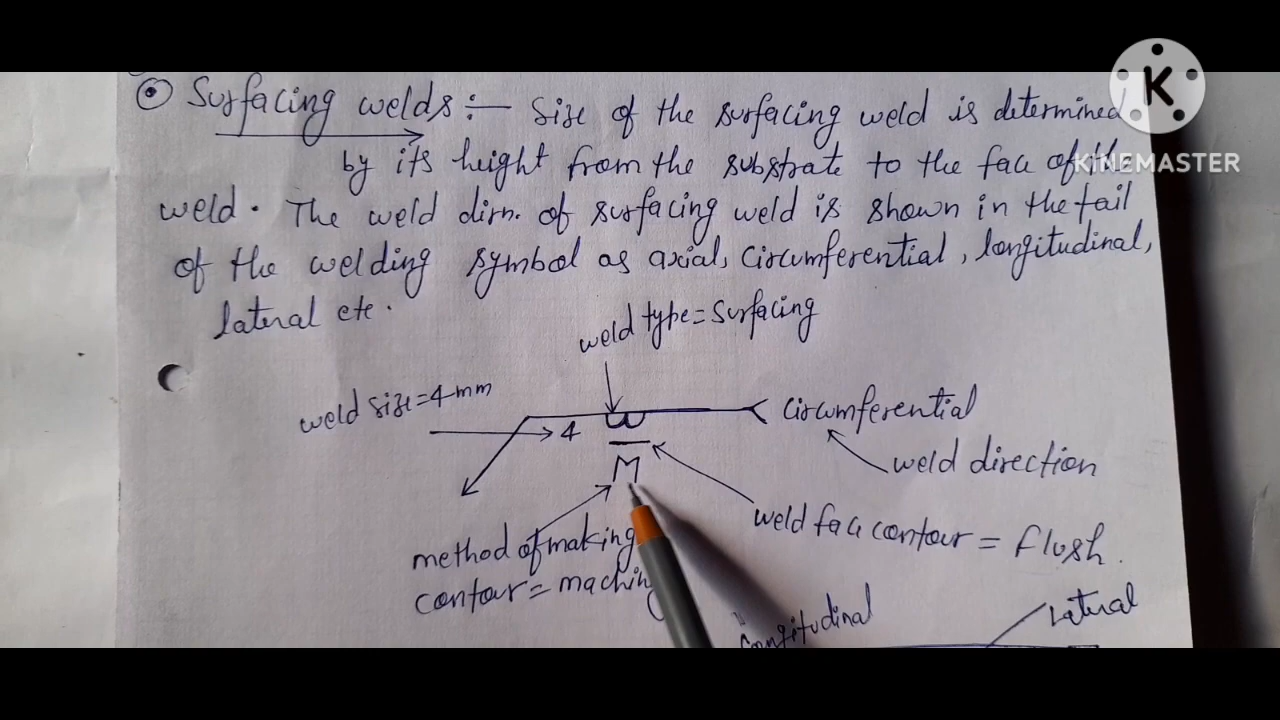 Surfacing welds :— Size of the surfacing weld is determined
by its height from the substrate to the face of the
weld. The weld dirn. of surfacing weld is shown in the tail
of the welding symbol as axial, circumferential, longitudinal,
lateral etc.
weld type = Surfacing
weld size = 4 mm
4
Circumferential
weld direction
M
weld face contour = flush.
method of making
contour = machin
longitudinal
Lateral
K
KINEMASTER